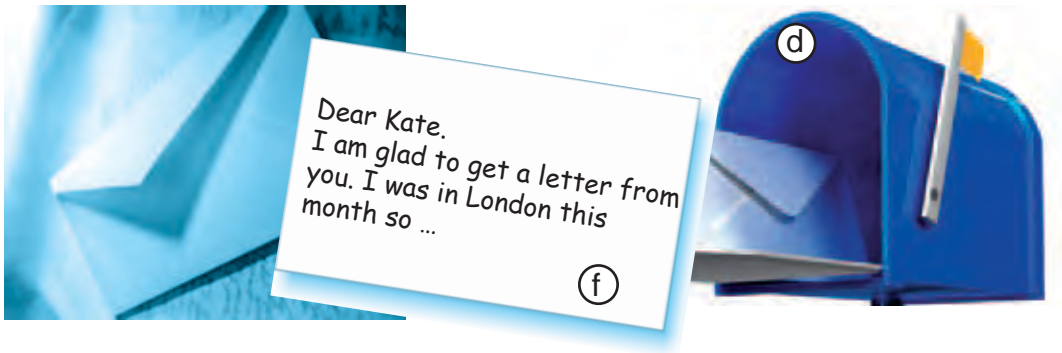 Dear Kate.
I am glad to get a letter from
you. I was in London this
month so ...
f
d